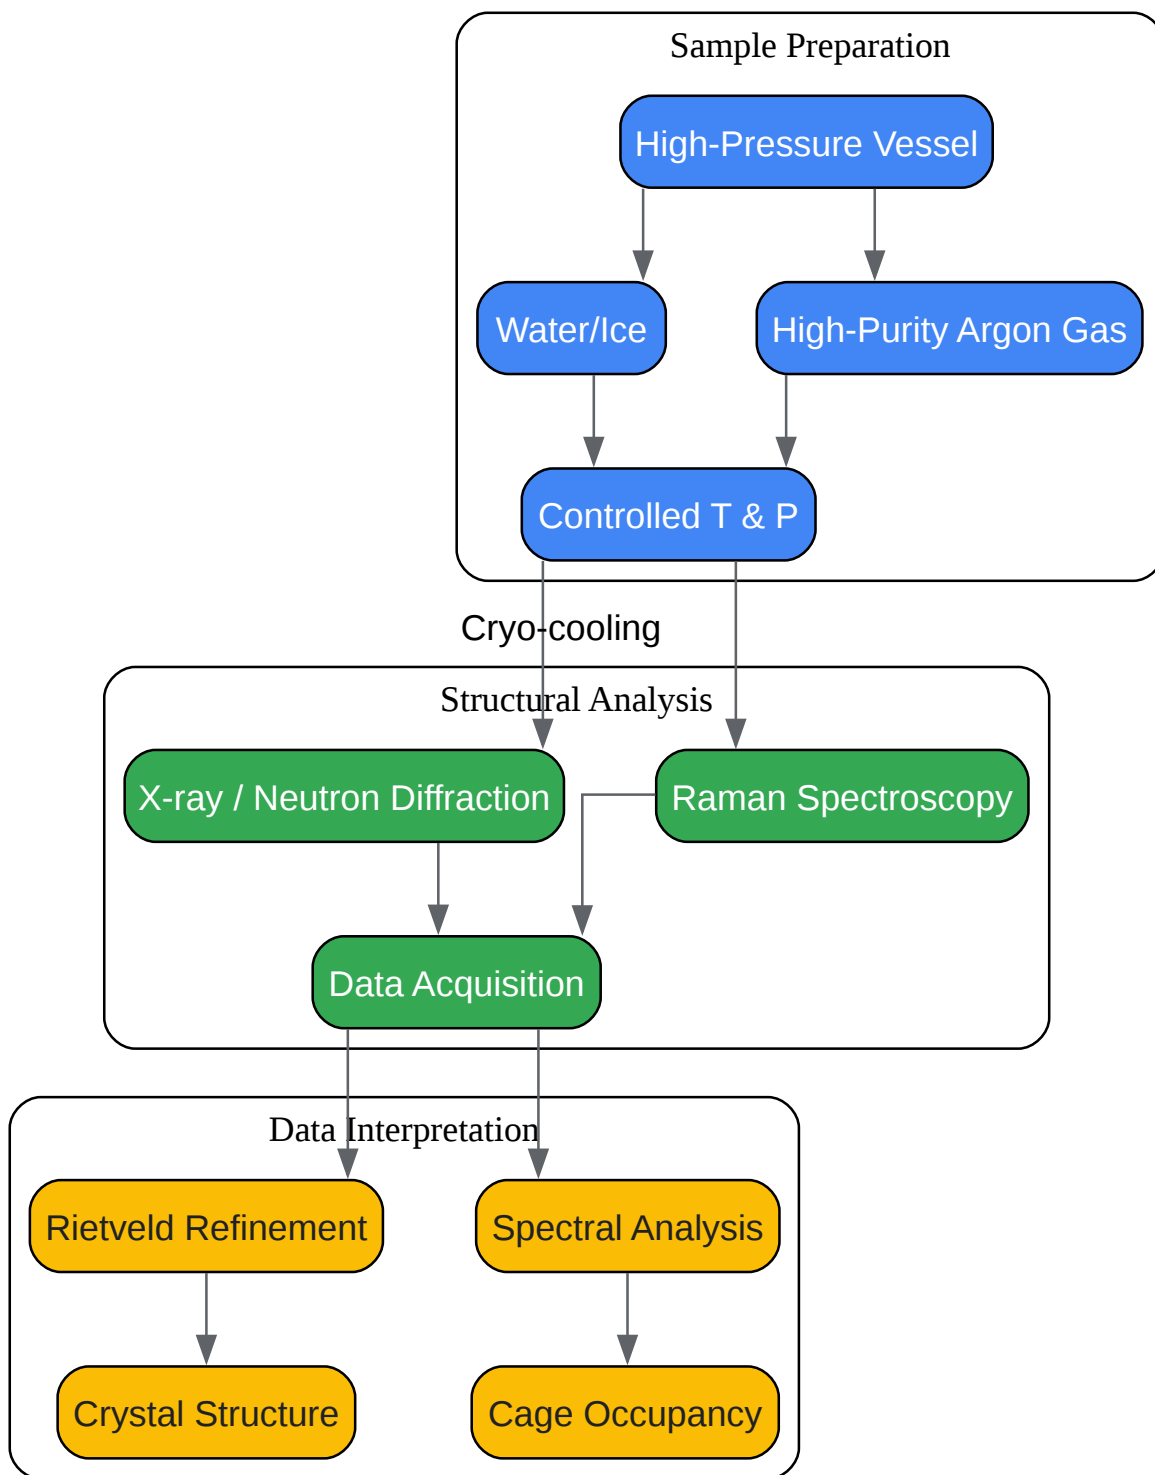 Sample Preparation
High-Pressure Vessel
Water/Ice
High-Purity Argon Gas
Controlled T & P
Cryo-cooling
Structural Analysis
X-ray / Neutron Diffraction
Raman Spectroscopy
Data Acquisition
Data Interpretation
Rietveld Refinement
Spectral Analysis
Crystal Structure
Cage Occupancy